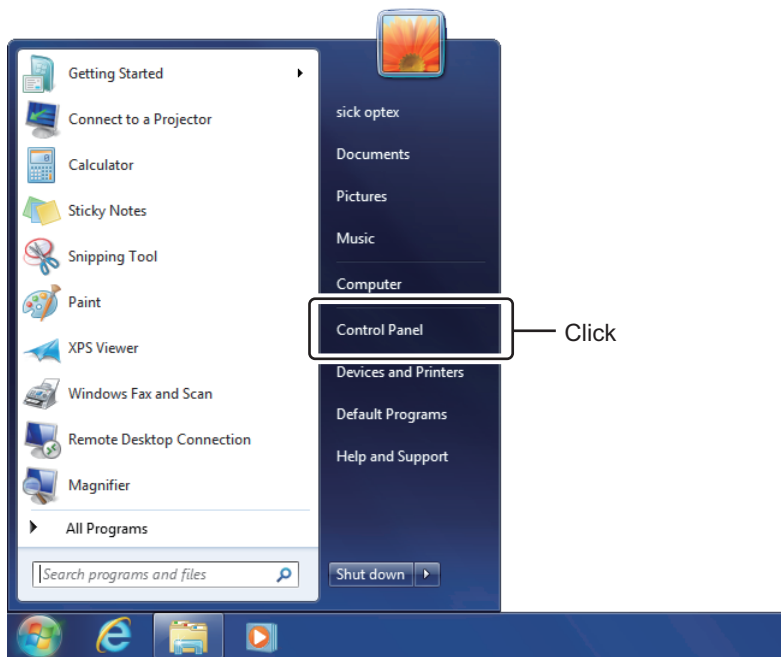 Getting Started
Connect to a Projector
Calculator
Sticky Notes
Snipping Tool
Paint
XPS Viewer
Windows Fax and Scan
Remote Desktop Connection
Magnifier
All Programs
Search programs and files
sick optex
Documents
Pictures
Music
Computer
Control Panel
Click
Devices and Printers
Default Programs
Help and Support
Shut down